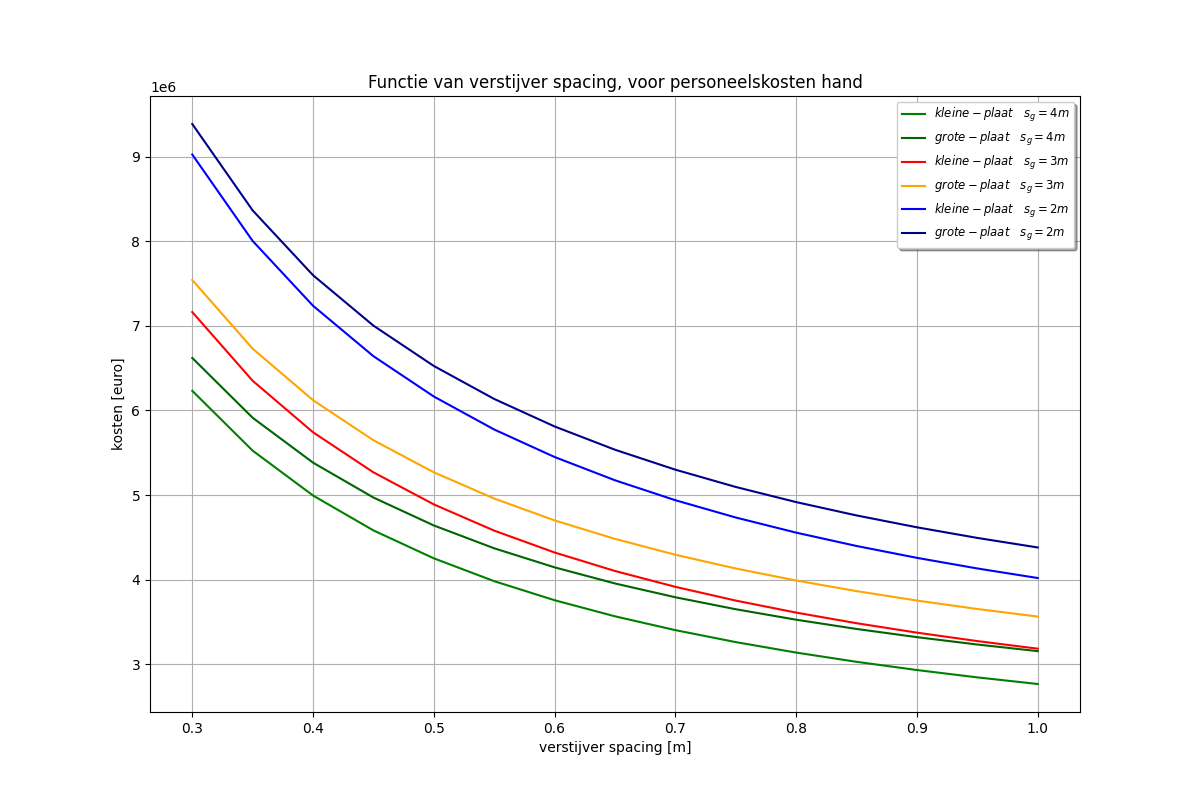 Functie van verstijver spacing, voor personeelskosten hand
1e6
kleine − plaat s_g = 4m
grote − plaat s_g = 4m
kleine − plaat s_g = 3m
grote − plaat s_g = 3m
kleine − plaat s_g = 2m
grote − plaat s_g = 2m
9
8
7
6
5
4
3
kosten [euro]
0.3 0.4 0.5 0.6 0.7 0.8 0.9 1.0
verstijver spacing [m]